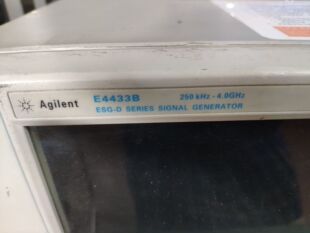 Agilent E4433B 250 kHz - 4.0GHz
ESG-D SERIES SIGNAL GENERATOR